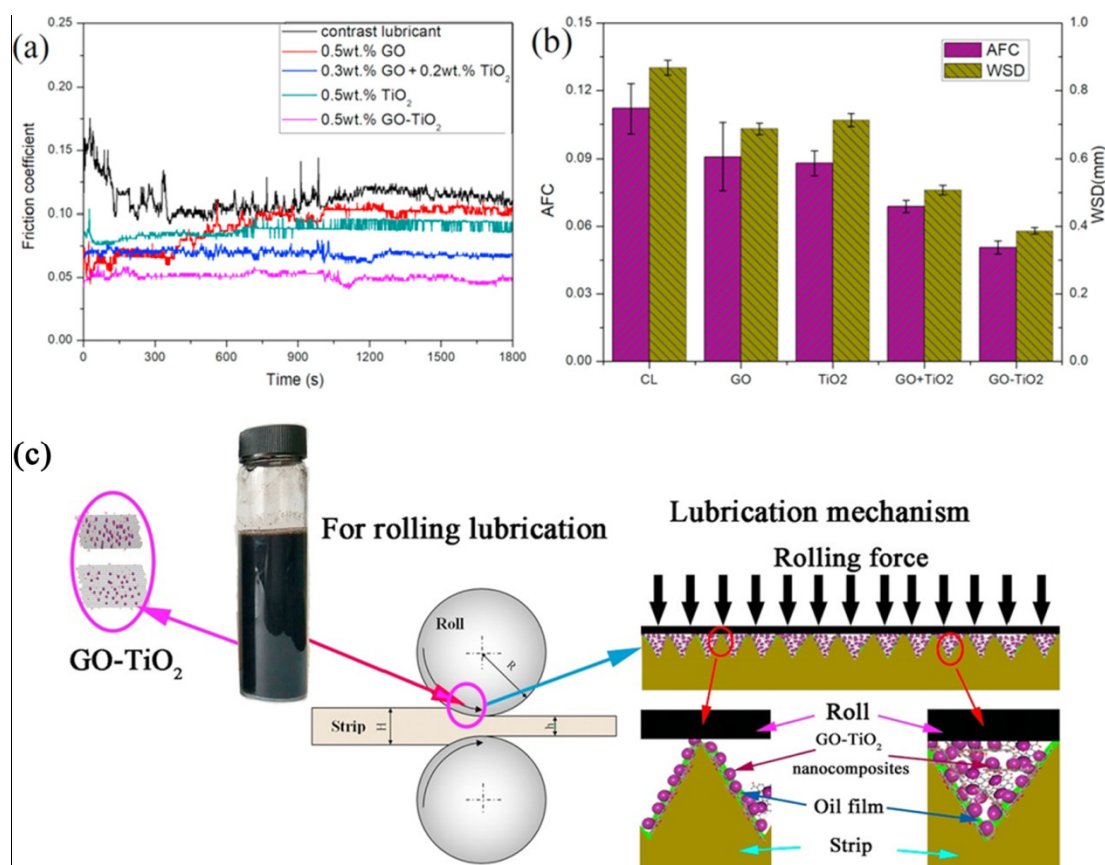 (a)
0.25
0.20
0.15
0.10
0.05
0.00
Friction coefficient
contrast lubricant
0.5wt.% GO
0.3wt.% GO + 0.2wt.% TiO₂
0.5wt.% TiO₂
0.5wt.% GO-TiO₂
0 300 600 900 1200 1500 1800
Time (s)
(b)
0.15
0.12
0.09
0.06
0.03
0.00
AFC
AFC
WSD
1.0
0.8
0.6
0.4
0.2
0.0
WSD(mm)
CL GO TiO2 GO+TiO2 GO-TiO2
(c)
GO-TiO₂
For rolling lubrication
Roll
R
Strip
H
h
Lubrication mechanism
Rolling force
Roll
GO-TiO₂
nanocomposites
Oil film
Strip